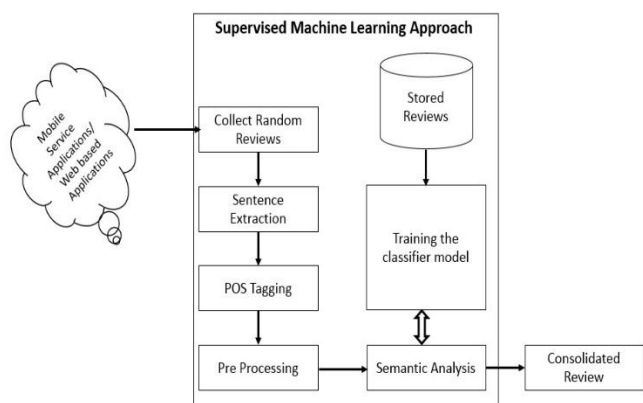 Supervised Machine Learning Approach
Mobile
Service
Applications/
Web based
Applications
Collect Random
Reviews
Sentence
Extraction
POS Tagging
Pre Processing
Stored
Reviews
Training the
classifier model
Semantic Analysis
Consolidated
Review